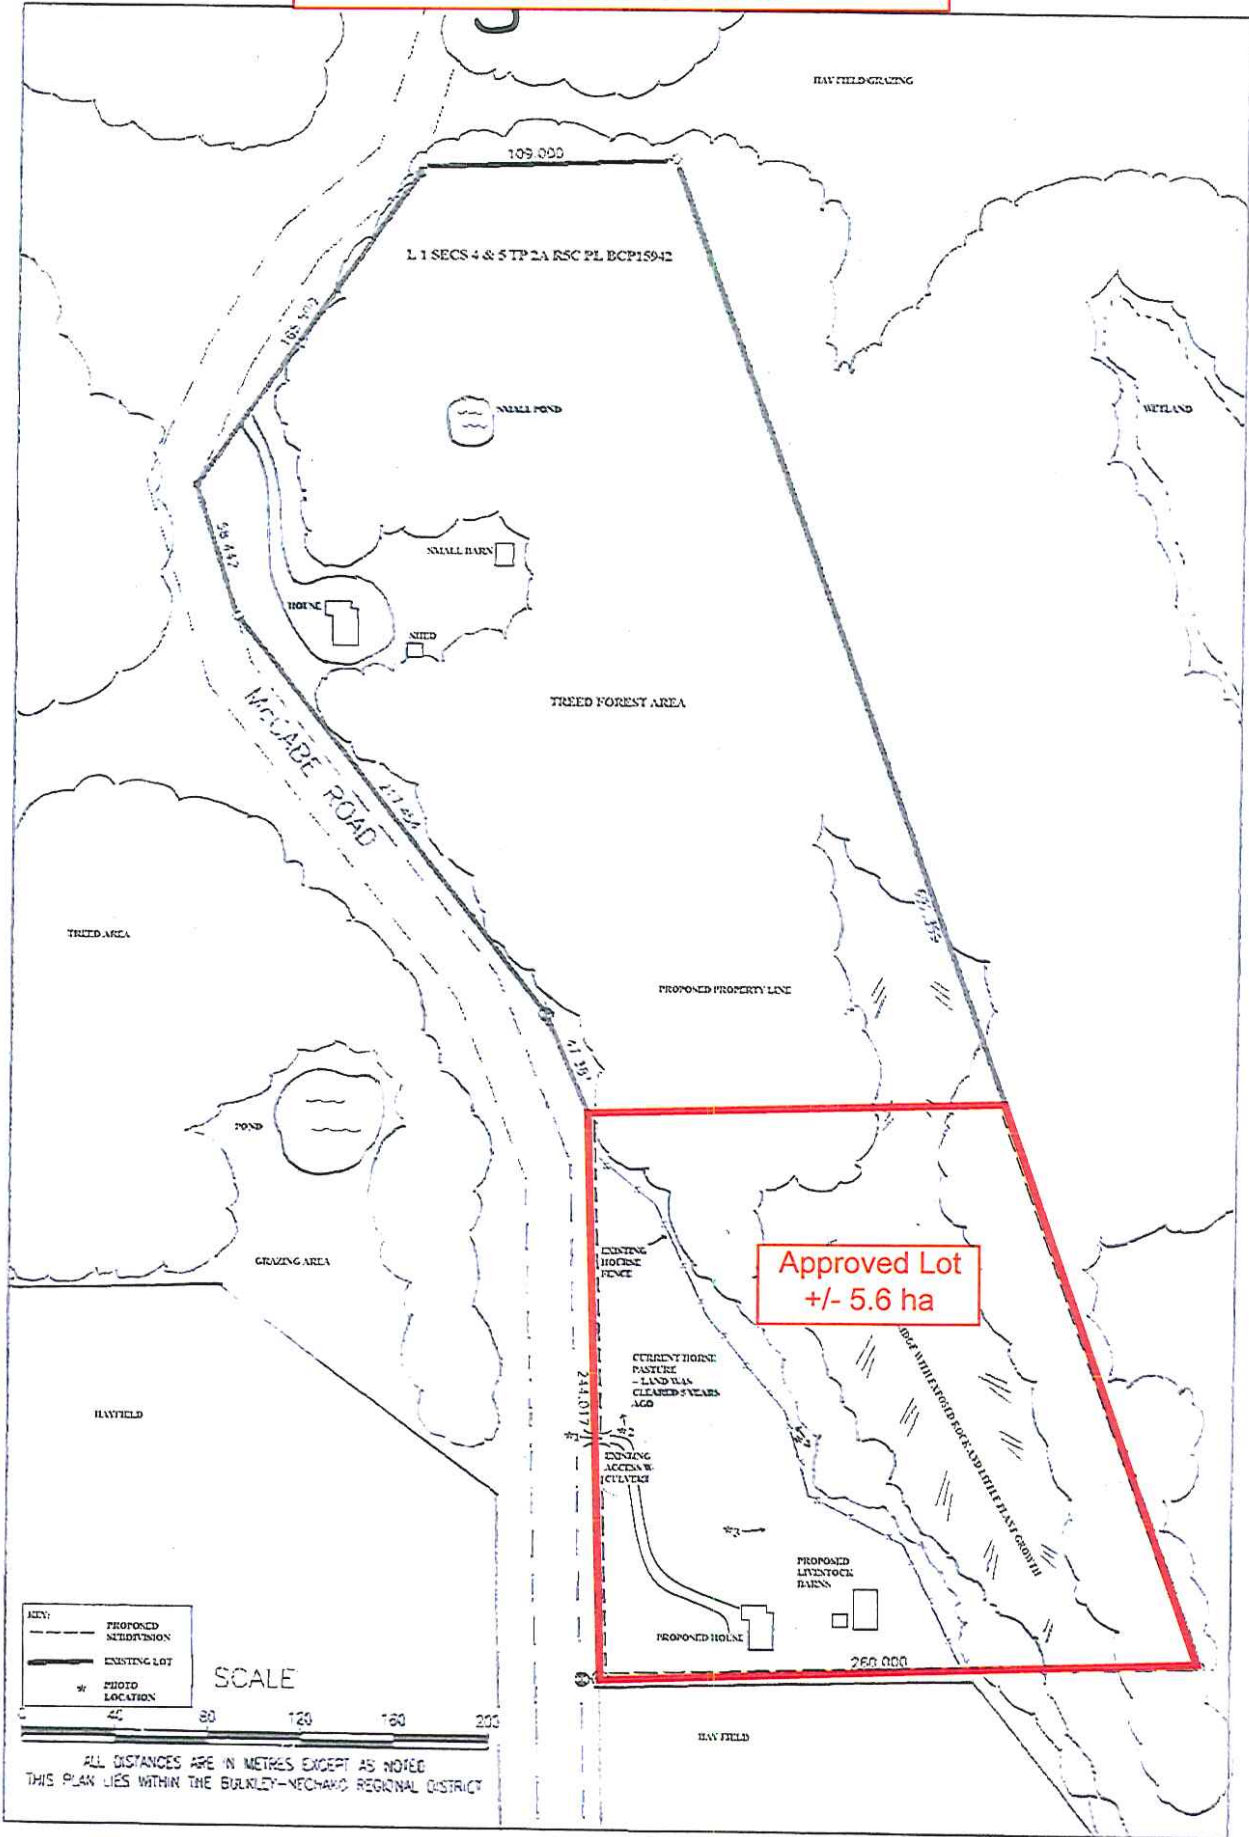 HAYFIELD/GRAZING
109.000
L 1 SECS 4 & 5 TP 2A R5C PL BCP15942
SMALL POND
WETLAND
SMALL BARN
HOUSE
SHED
TREED FOREST AREA
McCABE ROAD
TREED AREA
PROPOSED PROPERTY LINE
POND
GRAZING AREA
EXISTING
HORSE
FENCE
Approved Lot
+/- 5.6 ha
CURRENT HORSE
PASTURE
- LAND WAS
CLEARED 5 YEARS
AGO
HAYFIELD
244.017
EXISTING
ACCESS W
CULVERT
RIDGE WITH EXPOSED ROCK AND LITTLE PLANT GROWTH
*3
PROPOSED
LIVESTOCK
BARNS
PROPOSED HOUSE
260.000
KEY:
PROPOSED
SUBDIVISION
EXISTING LOT
* PHOTO
LOCATION
SCALE
40 80 120 160 200
HAY FIELD
ALL DISTANCES ARE IN METRES EXCEPT AS NOTED
THIS PLAN LIES WITHIN THE BULKLEY-NECHAKO REGIONAL DISTRICT